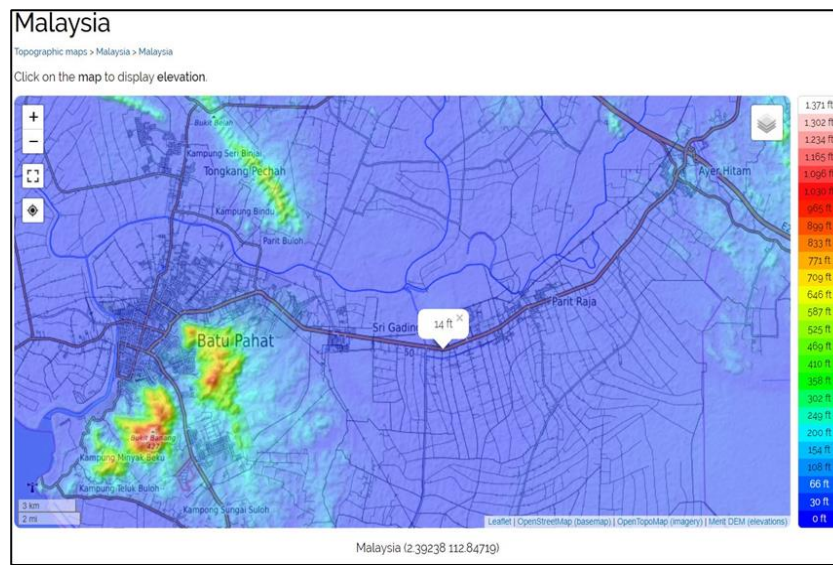 Malaysia
Topographic maps > Malaysia > Malaysia
Click on the map to display elevation.
+
−
Bukit Belah
Kampung Seri Binjai
Tongkang Pechah
Kampung Bindu
Parit Buloh
Ayer Hitam
Parit Raja
Sri Gading
14 ft ×
50
Batu Pahat
Bukit Banang
427
Kampung Minyak Beku
Kampung Teluk Buloh
Kampong Sungai Suloh
3 km
2 mi
Leaflet | OpenStreetMap (basemap) | OpenTopoMap (imagery) | Merit DEM (elevations)
1,371 ft
1,302 ft
1,234 ft
1,165 ft
1,096 ft
1,030 ft
965 ft
899 ft
833 ft
771 ft
709 ft
646 ft
587 ft
525 ft
469 ft
410 ft
358 ft
302 ft
249 ft
200 ft
154 ft
108 ft
66 ft
30 ft
0 ft
Malaysia (2.39238 112.84719)